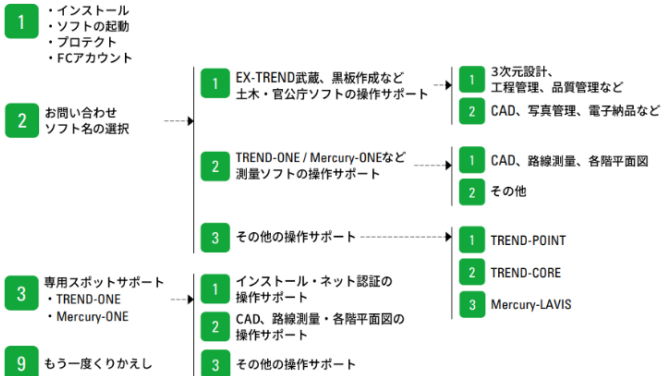 1
・インストール
・ソフトの起動
・プロテクト
・FCアカウント
2
お問い合わせ
ソフト名の選択
1
EX-TREND武蔵、黒板作成など
土木・官公庁ソフトの操作サポート
1
3次元設計、
工程管理、品質管理など
2
CAD、写真管理、電子納品など
2
TREND-ONE / Mercury-ONEなど
測量ソフトの操作サポート
1
CAD、路線測量、各階平面図
2
その他
3
その他の操作サポート
1
TREND-POINT
2
TREND-CORE
3
Mercury-LAVIS
3
専用スポットサポート
・TREND-ONE
・Mercury-ONE
1
インストール・ネット認証の
操作サポート
2
CAD、路線測量・各階平面図の
操作サポート
3
その他の操作サポート
9
もう一度くりかえし